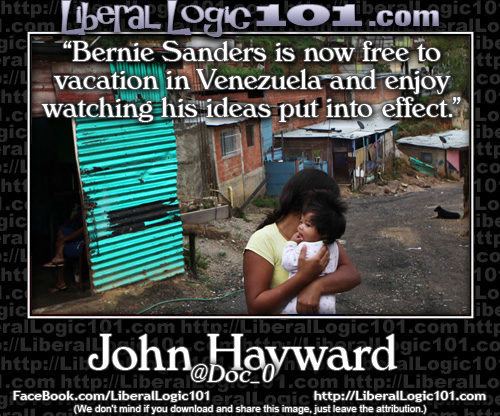 Liberal Logic 101.com
“Bernie Sanders is now free to
vacation in Venezuela and enjoy
watching his ideas put into effect.”
John Hayward
@Doc_0
FaceBook.com/LiberalLogic101 http://LiberalLogic101.com
(We don't mind if you download and share this image, just leave the attribution.)